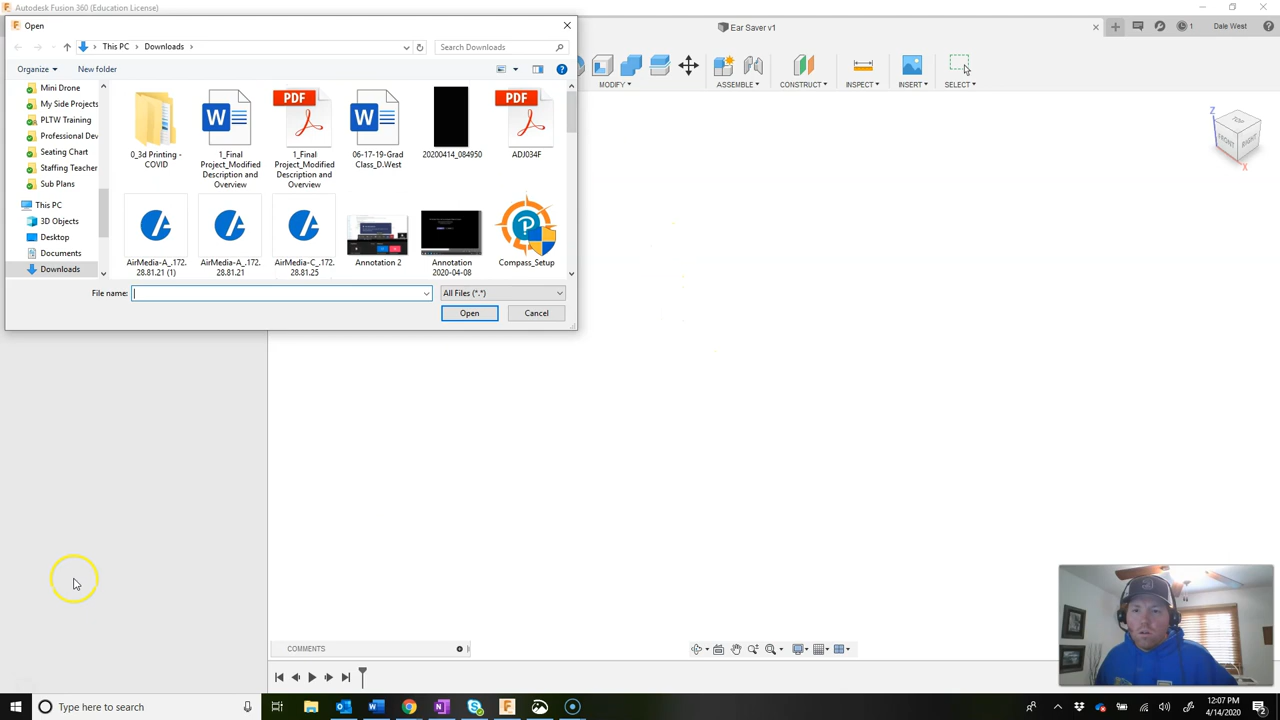 Autodesk Fusion 360 (Education License)
Open
Ear Saver v1
Dale West
This PC > Downloads >
Search Downloads
Organize
New folder
MODIFY
ASSEMBLE
CONSTRUCT
INSPECT
INSERT
SELECT
Mini Drone
My Side Projects
PLTW Training
Professional Dev
Seating Chart
Staffing Teacher
Sub Plans
This PC
3D Objects
Desktop
Documents
Downloads
0_3d Printing -
COVID
1_Final
Project_Modified
Description and
Overview
1_Final
Project_Modified
Description and
Overview
06-17-19-Grad
Class_D.West
20200414_084950
ADJ034F
PDF
PDF
AirMedia-A_.172.
28.81.21 (1)
AirMedia-A_.172.
28.81.21
AirMedia-C_.172.
28.81.25
Annotation 2
Annotation
2020-04-08
Compass_Setup
File name:
All Files (*.*)
Open
Cancel
Z
TOP
FRONT
RIGHT
X
COMMENTS
Type here to search
12:07 PM
4/14/2020